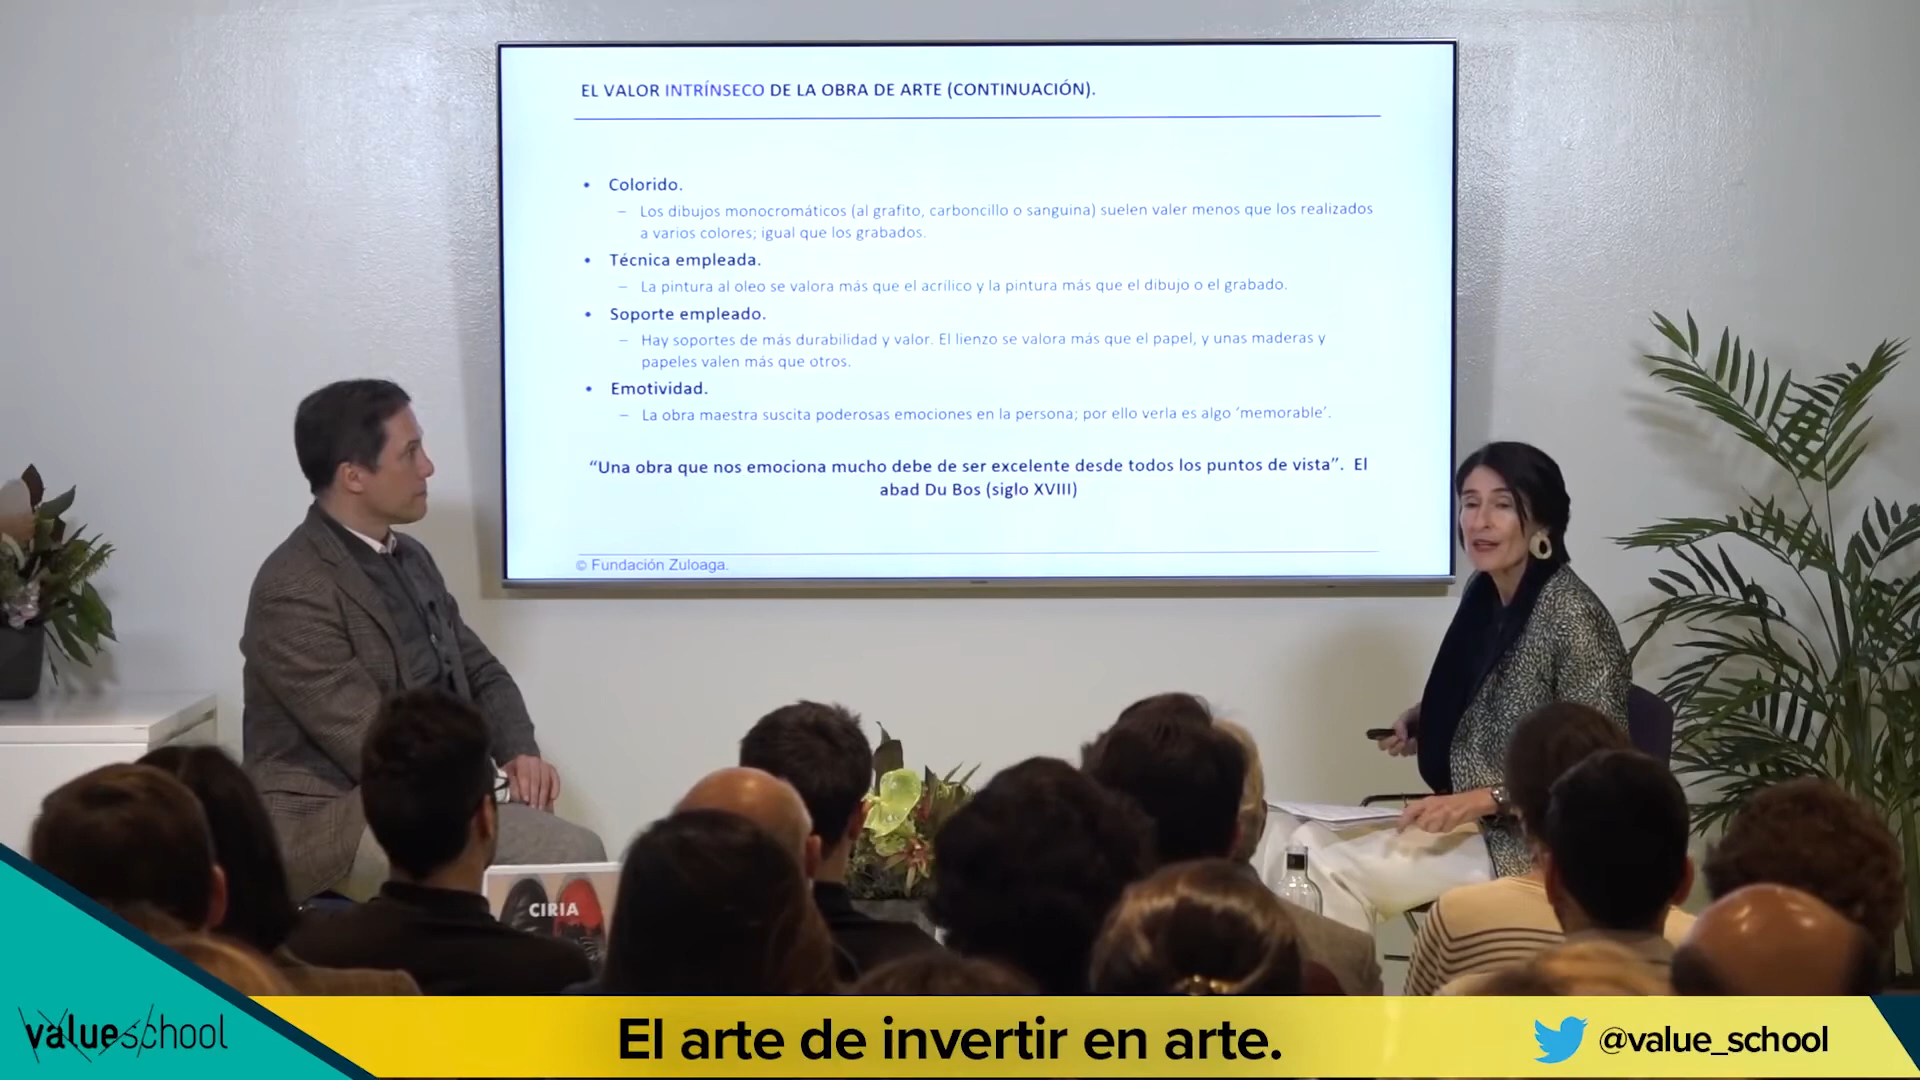 EL VALOR INTRÍNSECO DE LA OBRA DE ARTE (CONTINUACIÓN).
• Colorido.
– Los dibujos monocromáticos (al grafito, carboncillo o sanguina) suelen valer menos que los realizados
a varios colores; igual que los grabados.
• Técnica empleada.
– La pintura al oleo se valora más que el acrílico y la pintura más que el dibujo o el grabado.
• Soporte empleado.
– Hay soportes de más durabilidad y valor. El lienzo se valora más que el papel, y unas maderas y
papeles valen más que otros.
• Emotividad.
– La obra maestra suscita poderosas emociones en la persona; por ello verla es algo ‘memorable’.
“Una obra que nos emociona mucho debe de ser excelente desde todos los puntos de vista”. El
abad Du Bos (siglo XVIII)
© Fundación Zuloaga.
CIRIA
valueschool
El arte de invertir en arte.
@value_school